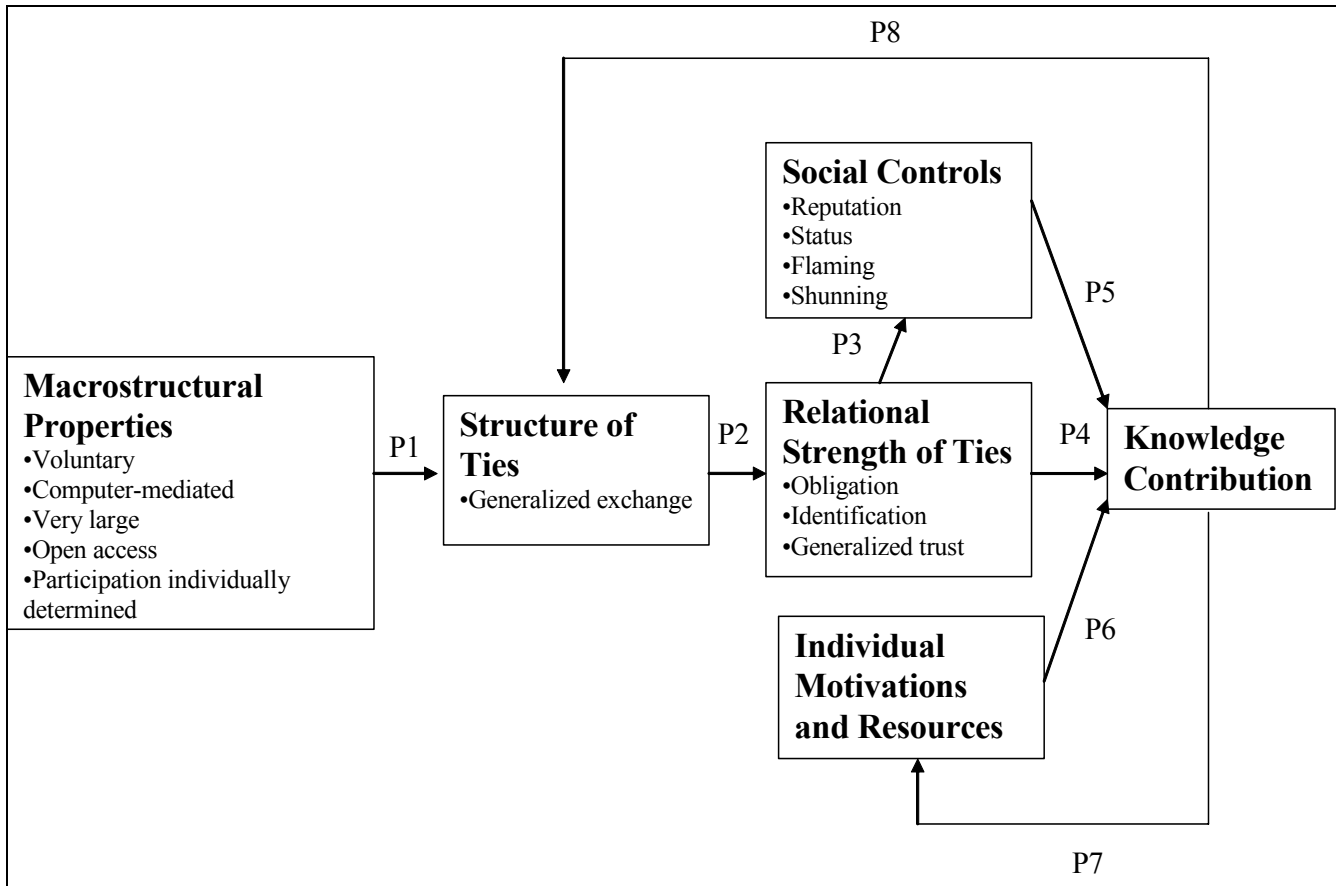 P8
Social Controls
•Reputation
•Status
•Flaming
•Shunning
P5
P3
Macrostructural
Properties
•Voluntary
•Computer-mediated
•Very large
•Open access
•Participation individually
determined
P1
Structure of
Ties
•Generalized exchange
P2
Relational
Strength of Ties
•Obligation
•Identification
•Generalized trust
P4
Knowledge
Contribution
P6
Individual
Motivations
and Resources
P7